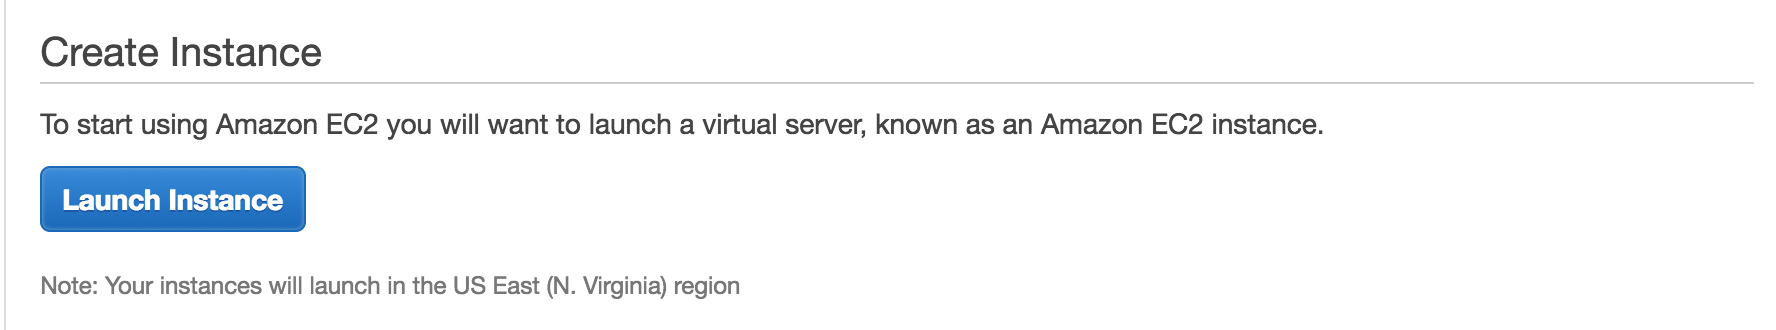 Create Instance
To start using Amazon EC2 you will want to launch a virtual server, known as an Amazon EC2 instance.
Launch Instance
Note: Your instances will launch in the US East (N. Virginia) region